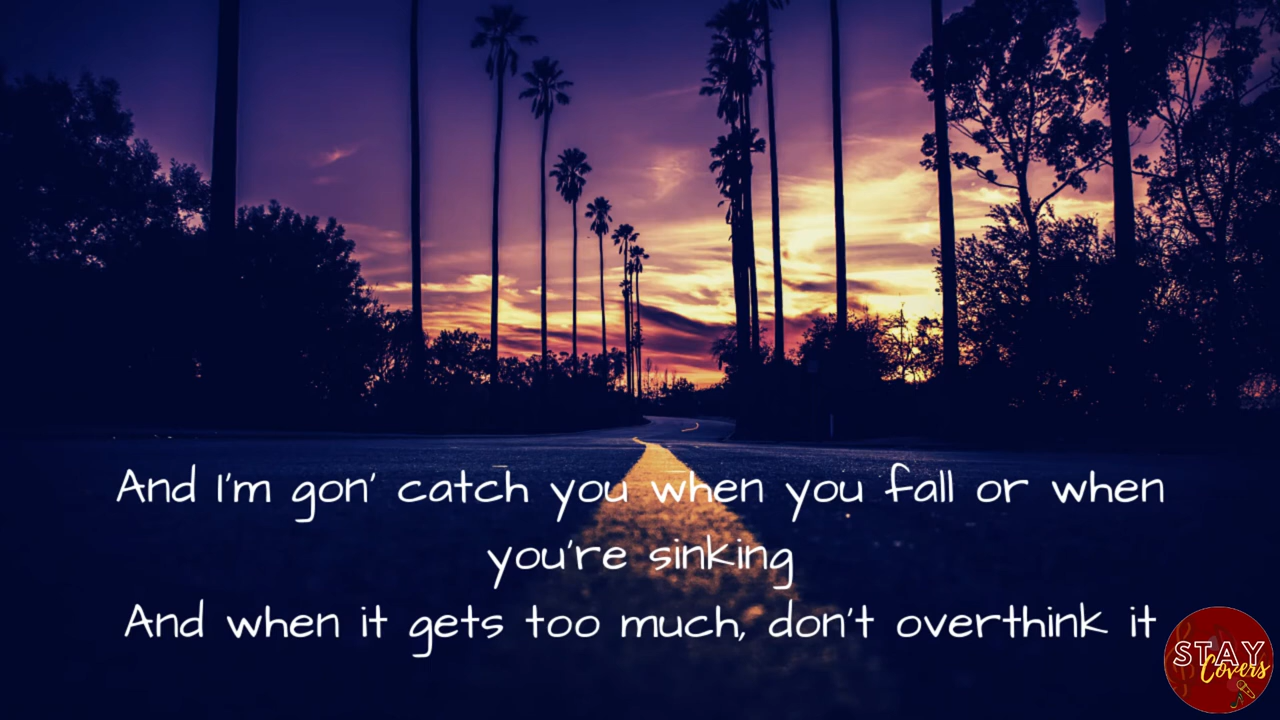 And I'm gon' catch you when you fall or when
you're sinking
And when it gets too much, don't overthink it
STAY
Covers